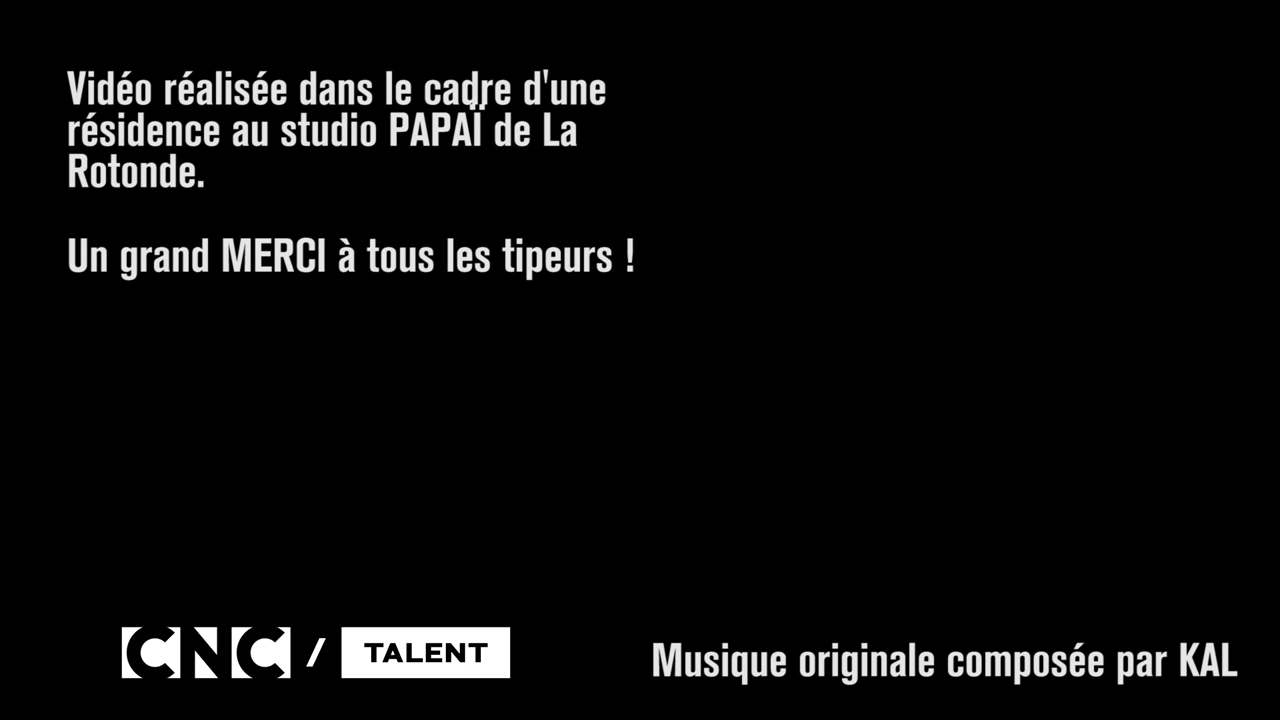 Vidéo réalisée dans le cadre d'une
résidence au studio PAPAÏ de La
Rotonde.
Un grand MERCI à tous les tipeurs !
CNC / TALENT
Musique originale composée par KAL